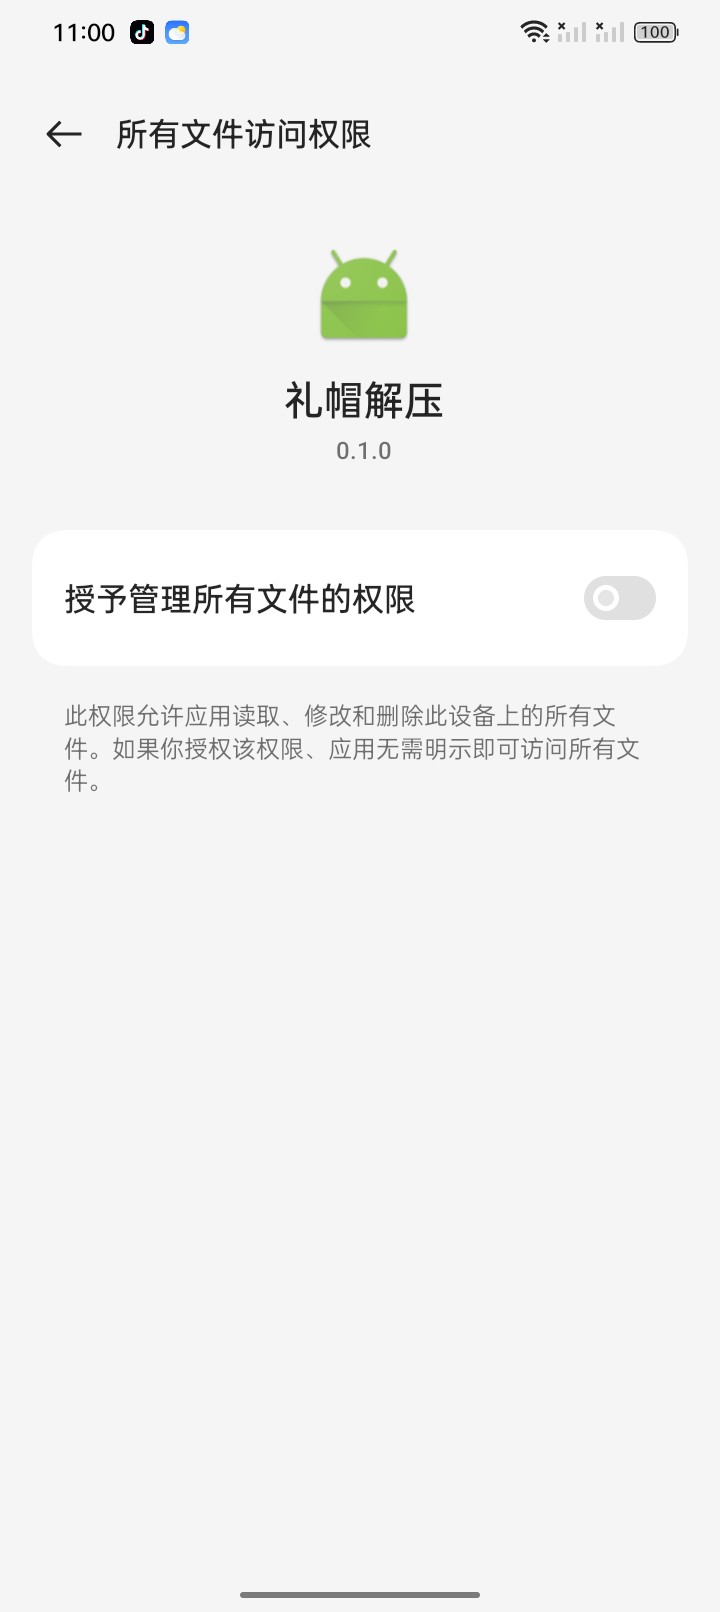 11:00
100
所有文件访问权限
礼帽解压
0.1.0
授予管理所有文件的权限
此权限允许应用读取、修改和删除此设备上的所有文
件。如果你授权该权限、应用无需明示即可访问所有文
件。